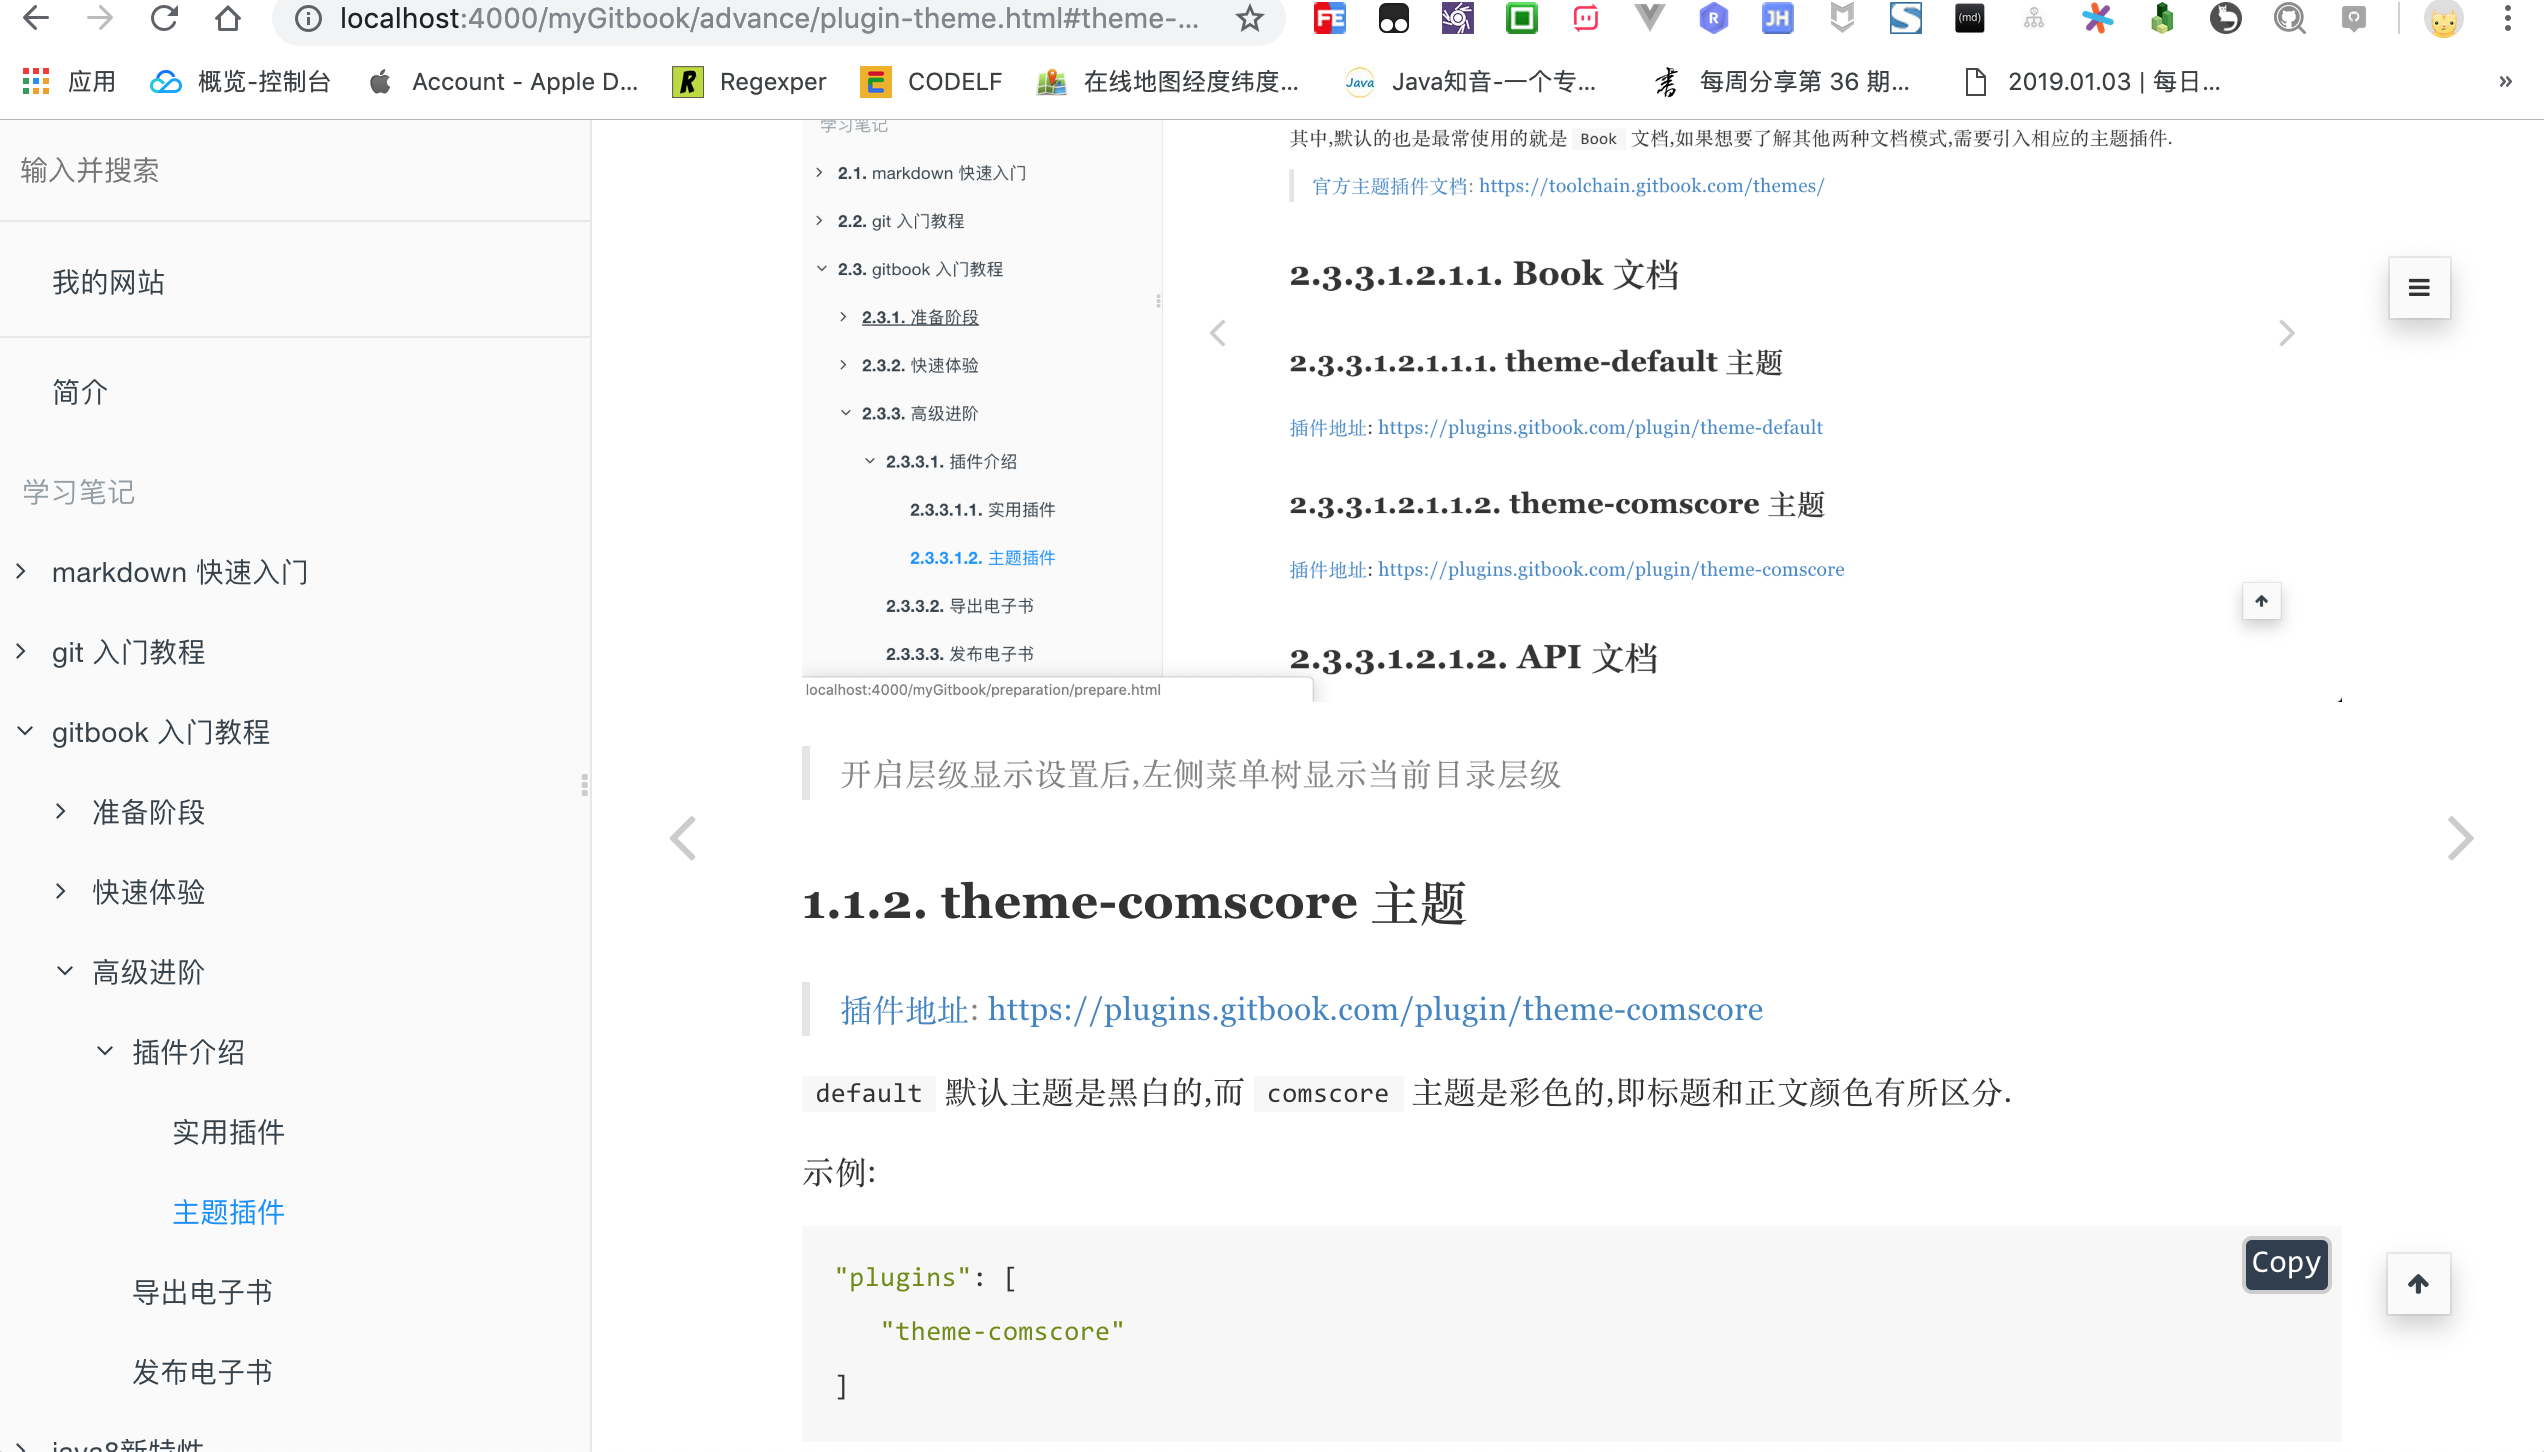 localhost:4000/myGitbook/advance/plugin-theme.html#theme-...
应用
概览-控制台
Account - Apple D...
Regexper
CODELF
在线地图经度纬度...
Java知音-一个专...
每周分享第 36 期...
2019.01.03 | 每日...
»
输入并搜索
我的网站
简介
学习笔记
markdown 快速入门
git 入门教程
gitbook 入门教程
准备阶段
快速体验
高级进阶
插件介绍
实用插件
主题插件
导出电子书
发布电子书
java8新特性
学习笔记
2.1. markdown 快速入门
2.2. git 入门教程
2.3. gitbook 入门教程
2.3.1. 准备阶段
2.3.2. 快速体验
2.3.3. 高级进阶
2.3.3.1. 插件介绍
2.3.3.1.1. 实用插件
2.3.3.1.2. 主题插件
2.3.3.2. 导出电子书
2.3.3.3. 发布电子书
localhost:4000/myGitbook/preparation/prepare.html
其中,默认的也是最常使用的就是 Book 文档,如果想要了解其他两种文档模式,需要引入相应的主题插件.
官方主题插件文档: https://toolchain.gitbook.com/themes/
2.3.3.1.2.1.1. Book 文档
2.3.3.1.2.1.1.1. theme-default 主题
插件地址: https://plugins.gitbook.com/plugin/theme-default
2.3.3.1.2.1.1.2. theme-comscore 主题
插件地址: https://plugins.gitbook.com/plugin/theme-comscore
2.3.3.1.2.1.2. API 文档
开启层级显示设置后,左侧菜单树显示当前目录层级
1.1.2. theme-comscore 主题
插件地址: https://plugins.gitbook.com/plugin/theme-comscore
default 默认主题是黑白的,而 comscore 主题是彩色的,即标题和正文颜色有所区分.
示例:
Copy
"plugins": [
"theme-comscore"
]